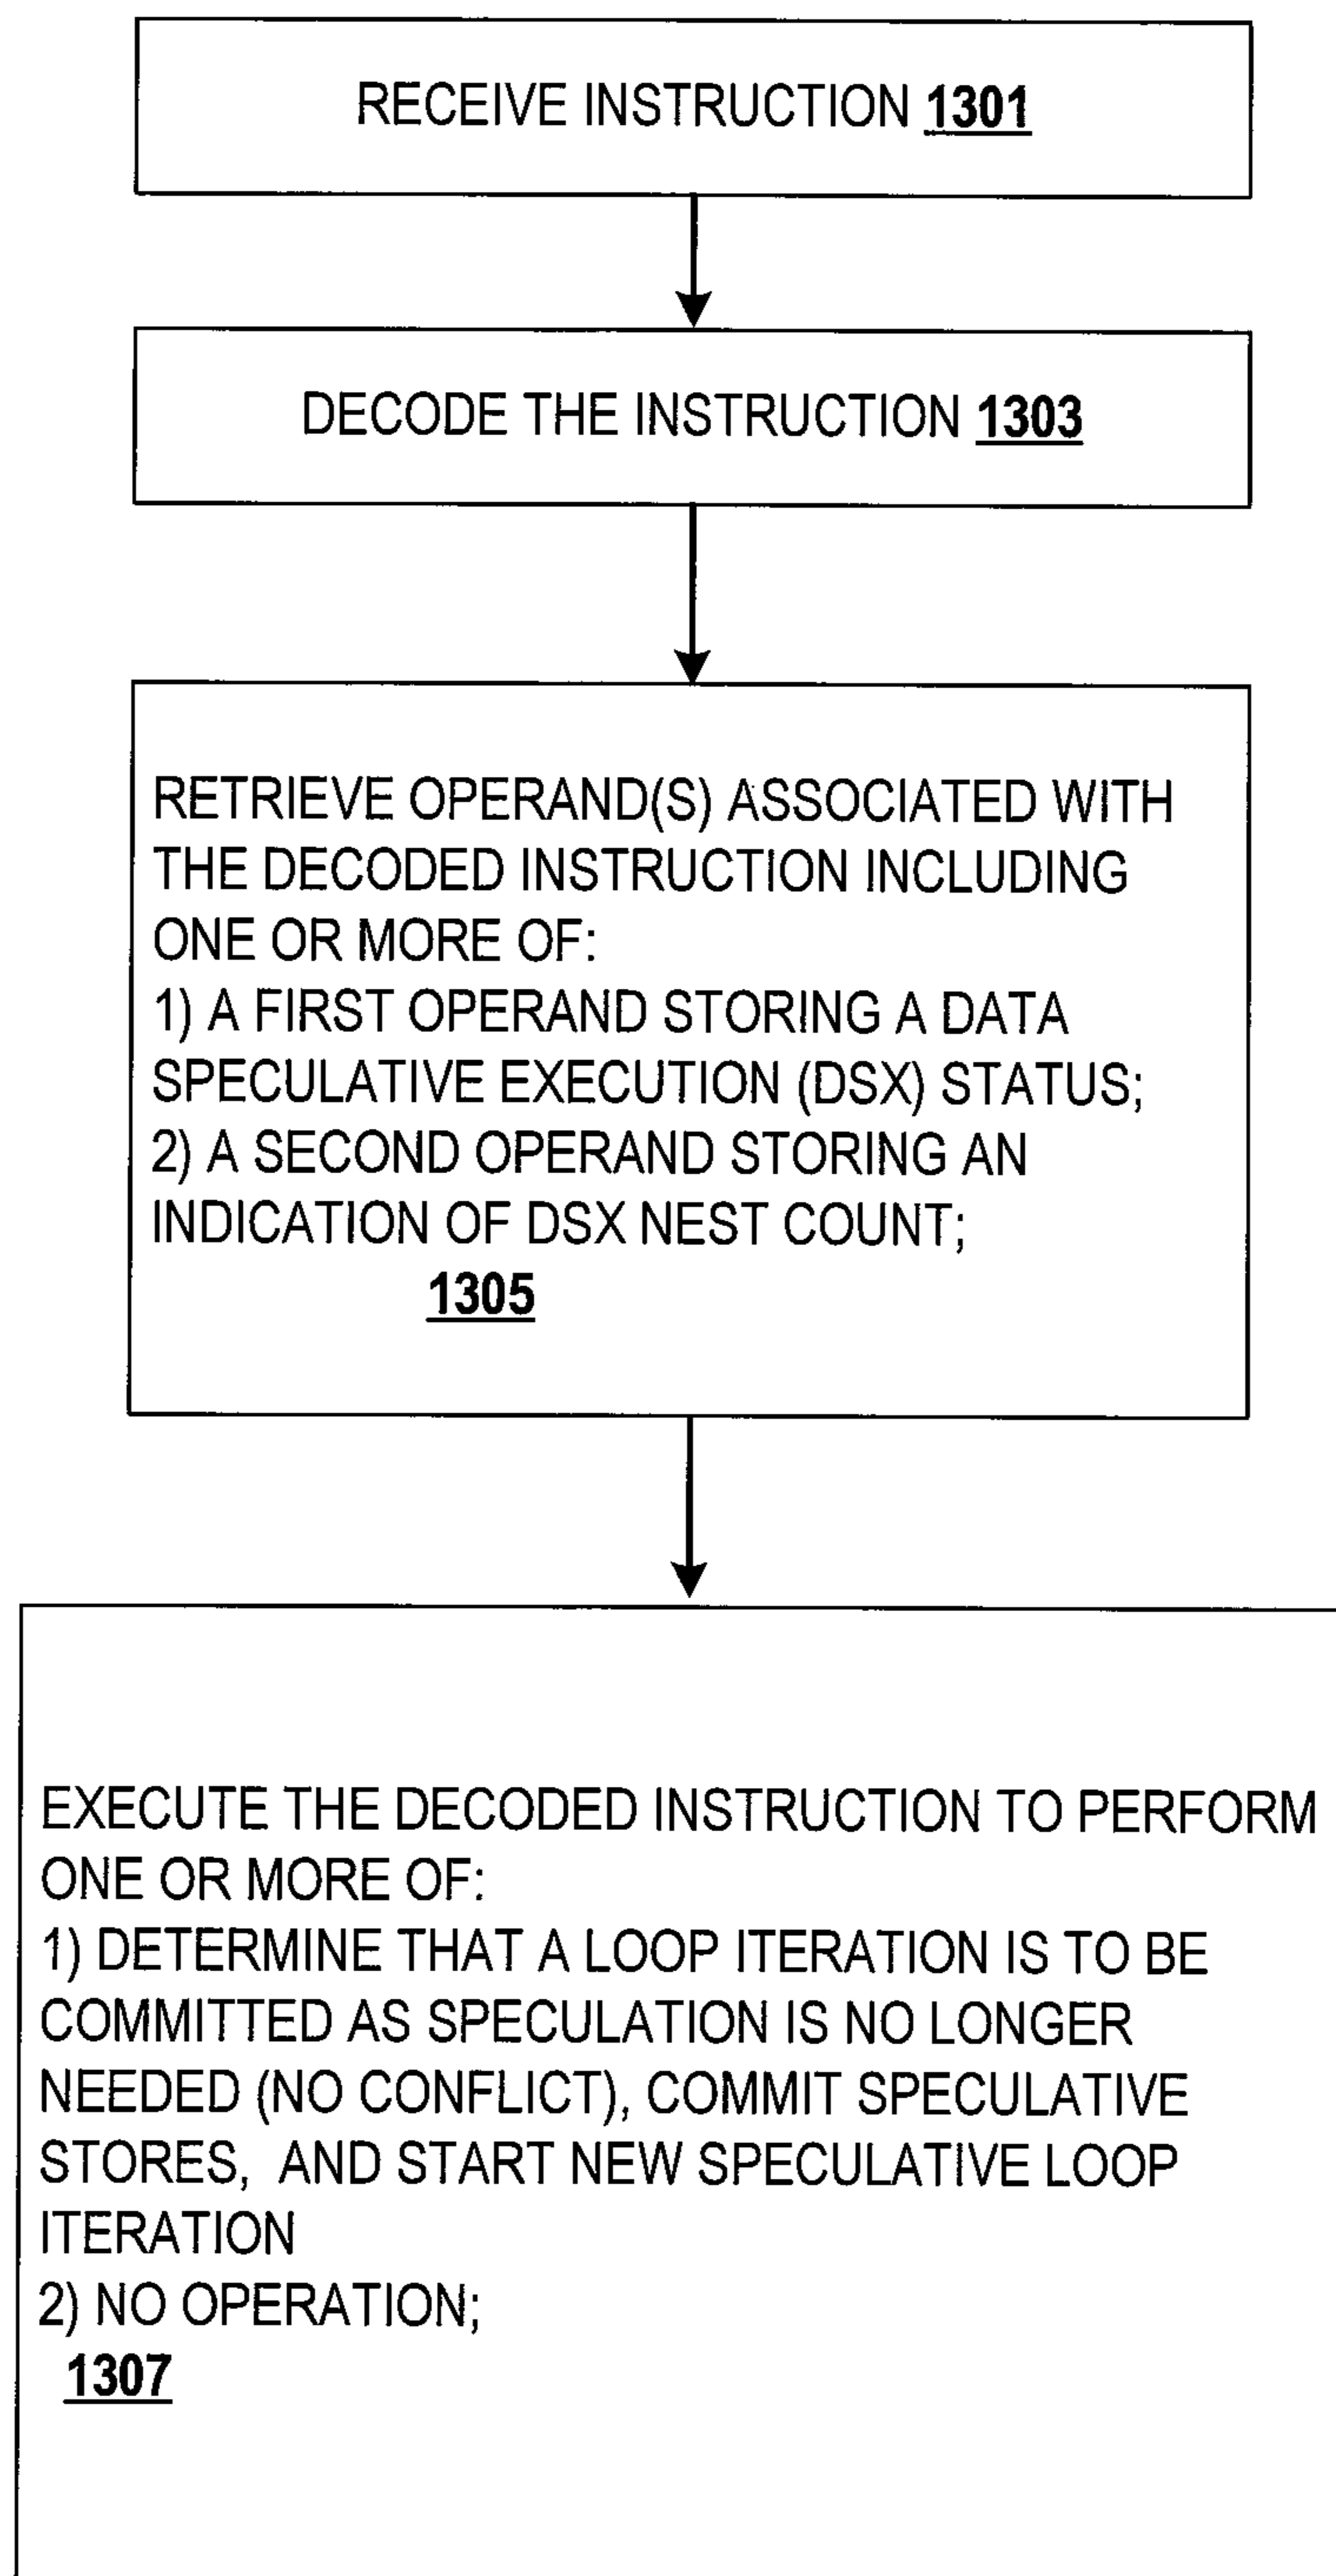 RECEIVE INSTRUCTION 1301
DECODE THE INSTRUCTION 1303
RETRIEVE OPERAND(S) ASSOCIATED WITH
THE DECODED INSTRUCTION INCLUDING
ONE OR MORE OF:
1) A FIRST OPERAND STORING A DATA
SPECULATIVE EXECUTION (DSX) STATUS;
2) A SECOND OPERAND STORING AN
INDICATION OF DSX NEST COUNT;
1305
EXECUTE THE DECODED INSTRUCTION TO PERFORM
ONE OR MORE OF:
1) DETERMINE THAT A LOOP ITERATION IS TO BE
COMMITTED AS SPECULATION IS NO LONGER
NEEDED (NO CONFLICT), COMMIT SPECULATIVE
STORES, AND START NEW SPECULATIVE LOOP
ITERATION
2) NO OPERATION;
1307